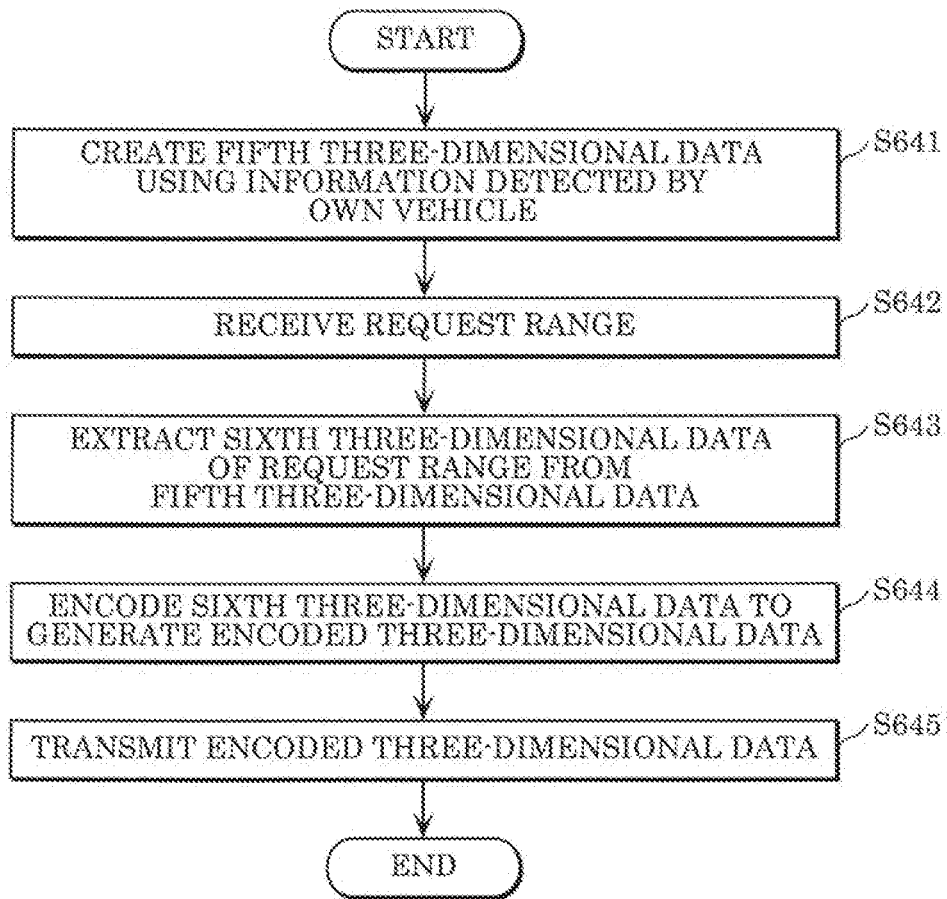 START
CREATE FIFTH THREE-DIMENSIONAL DATA
USING INFORMATION DETECTED BY
OWN VEHICLE
S641
RECEIVE REQUEST RANGE
S642
EXTRACT SIXTH THREE-DIMENSIONAL DATA
OF REQUEST RANGE FROM
FIFTH THREE-DIMENSIONAL DATA
S643
ENCODE SIXTH THREE-DIMENSIONAL DATA TO
GENERATE ENCODED THREE-DIMENSIONAL DATA
S644
TRANSMIT ENCODED THREE-DIMENSIONAL DATA
S645
END